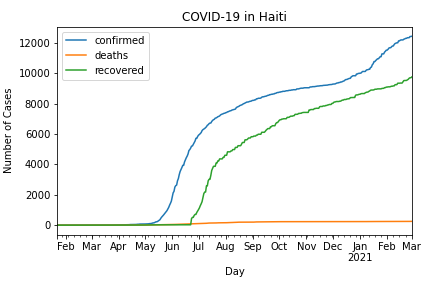 COVID-19 in Haiti
confirmed
deaths
recovered
Number of Cases
12000
10000
8000
6000
4000
2000
0
Feb Mar Apr May Jun Jul Aug Sep Oct Nov Dec Jan Feb Mar
2021
Day